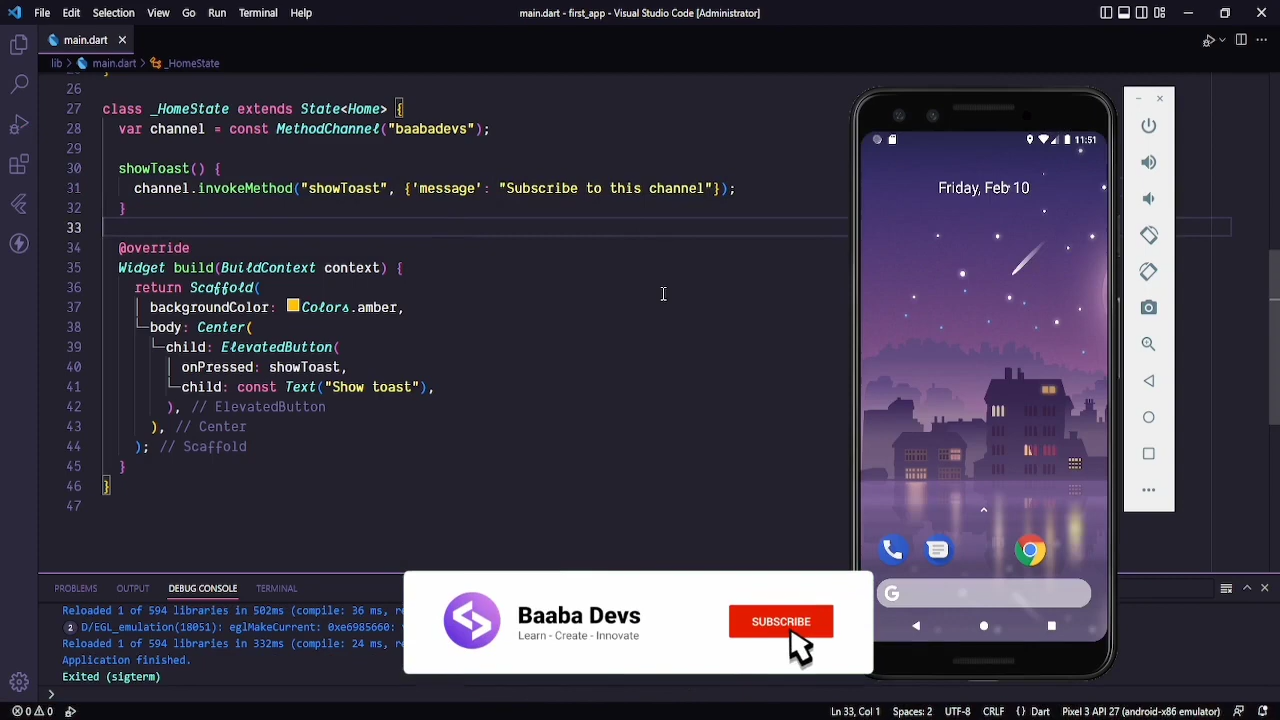 File Edit Selection View Go Run Terminal Help
main.dart - first_app - Visual Studio Code [Administrator]
main.dart
lib > main.dart > _HomeState
26
27 class _HomeState extends State<Home> {
28 var channel = const MethodChannel("baabadevs");
29
30 showToast() {
31 channel.invokeMethod("showToast", {'message': "Subscribe to this channel"});
32 }
33
34 @override
35 Widget build(BuildContext context) {
36 return Scaffold(
37 backgroundColor: Colors.amber,
38 body: Center(
39 child: ElevatedButton(
40 onPressed: showToast,
41 child: const Text("Show toast"),
42 ), // ElevatedButton
43 ), // Center
44 ); // Scaffold
45 }
46 }
47
11:51
Friday, Feb 10
G
PROBLEMS OUTPUT DEBUG CONSOLE TERMINAL
Reloaded 1 of 594 libraries in 502ms (compile: 36 ms, re
2 D/EGL_emulation(18051): eglMakeCurrent: 0xe6985660:
Reloaded 1 of 594 libraries in 332ms (compile: 24 ms, re
Application finished.
Exited (sigterm)
Baaba Devs
Learn - Create - Innovate
SUBSCRIBE
0 0 Ln 33, Col 1 Spaces: 2 UTF-8 CRLF {} Dart Pixel 3 API 27 (android-x86 emulator)